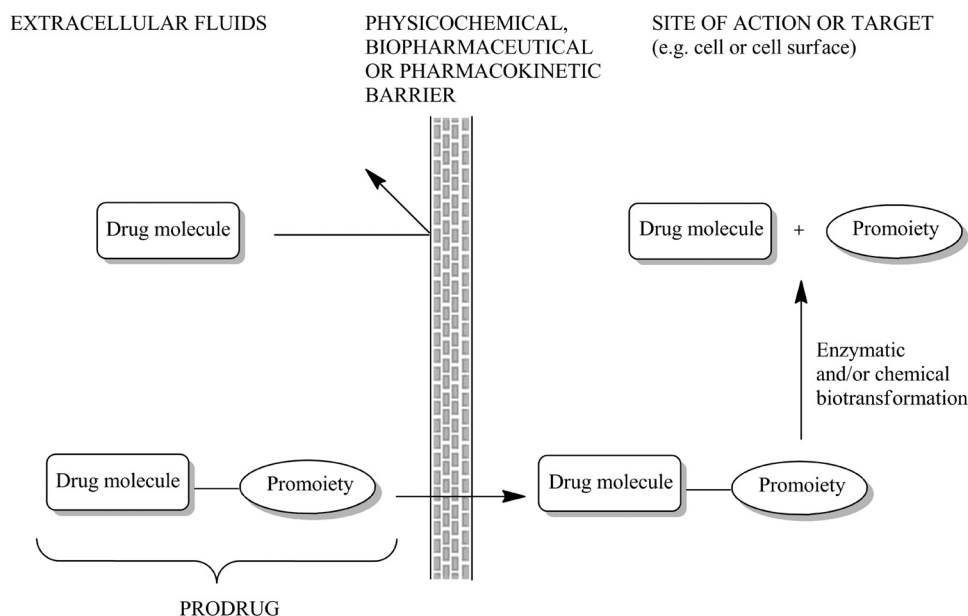 EXTRACELLULAR FLUIDS
PHYSICOCHEMICAL,
BIOPHARMACEUTICAL
OR PHARMACOKINETIC
BARRIER
SITE OF ACTION OR TARGET
(e.g. cell or cell surface)
Drug molecule
Drug molecule
+
Promoiety
Enzymatic
and/or chemical
biotransformation
Drug molecule
Promoiety
Drug molecule
Promoiety
PRODRUG